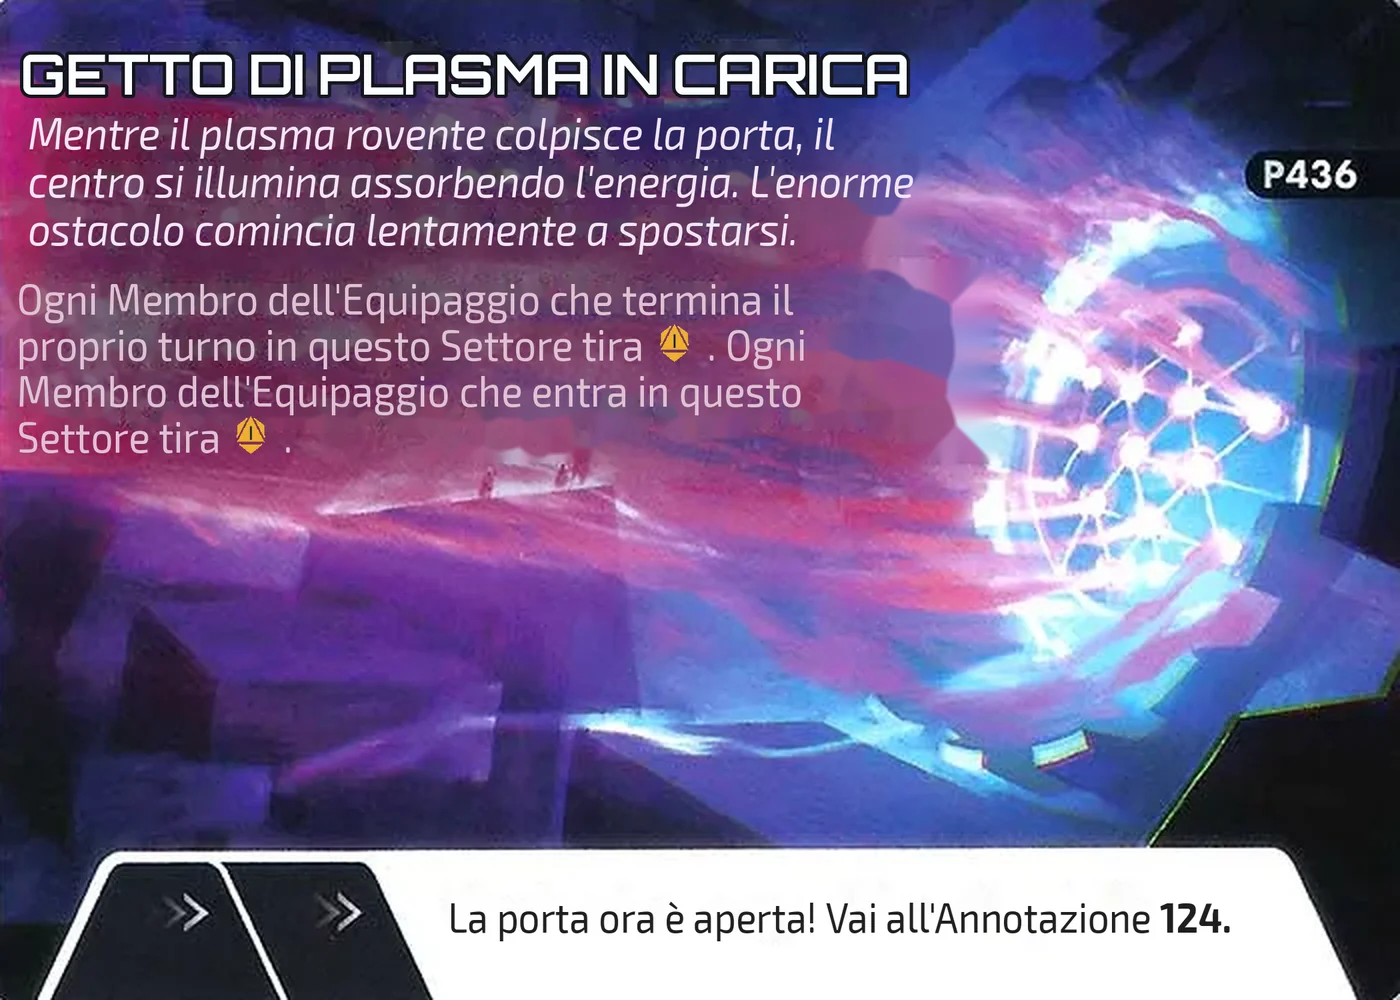 GETTO DI PLASMA IN CARICA
Mentre il plasma rovente colpisce la porta, il
centro si illumina assorbendo l'energia. L'enorme
ostacolo comincia lentamente a spostarsi.
P436
Ogni Membro dell'Equipaggio che termina il
proprio turno in questo Settore tira . Ogni
Membro dell'Equipaggio che entra in questo
Settore tira .
La porta ora è aperta! Vai all'Annotazione 124.